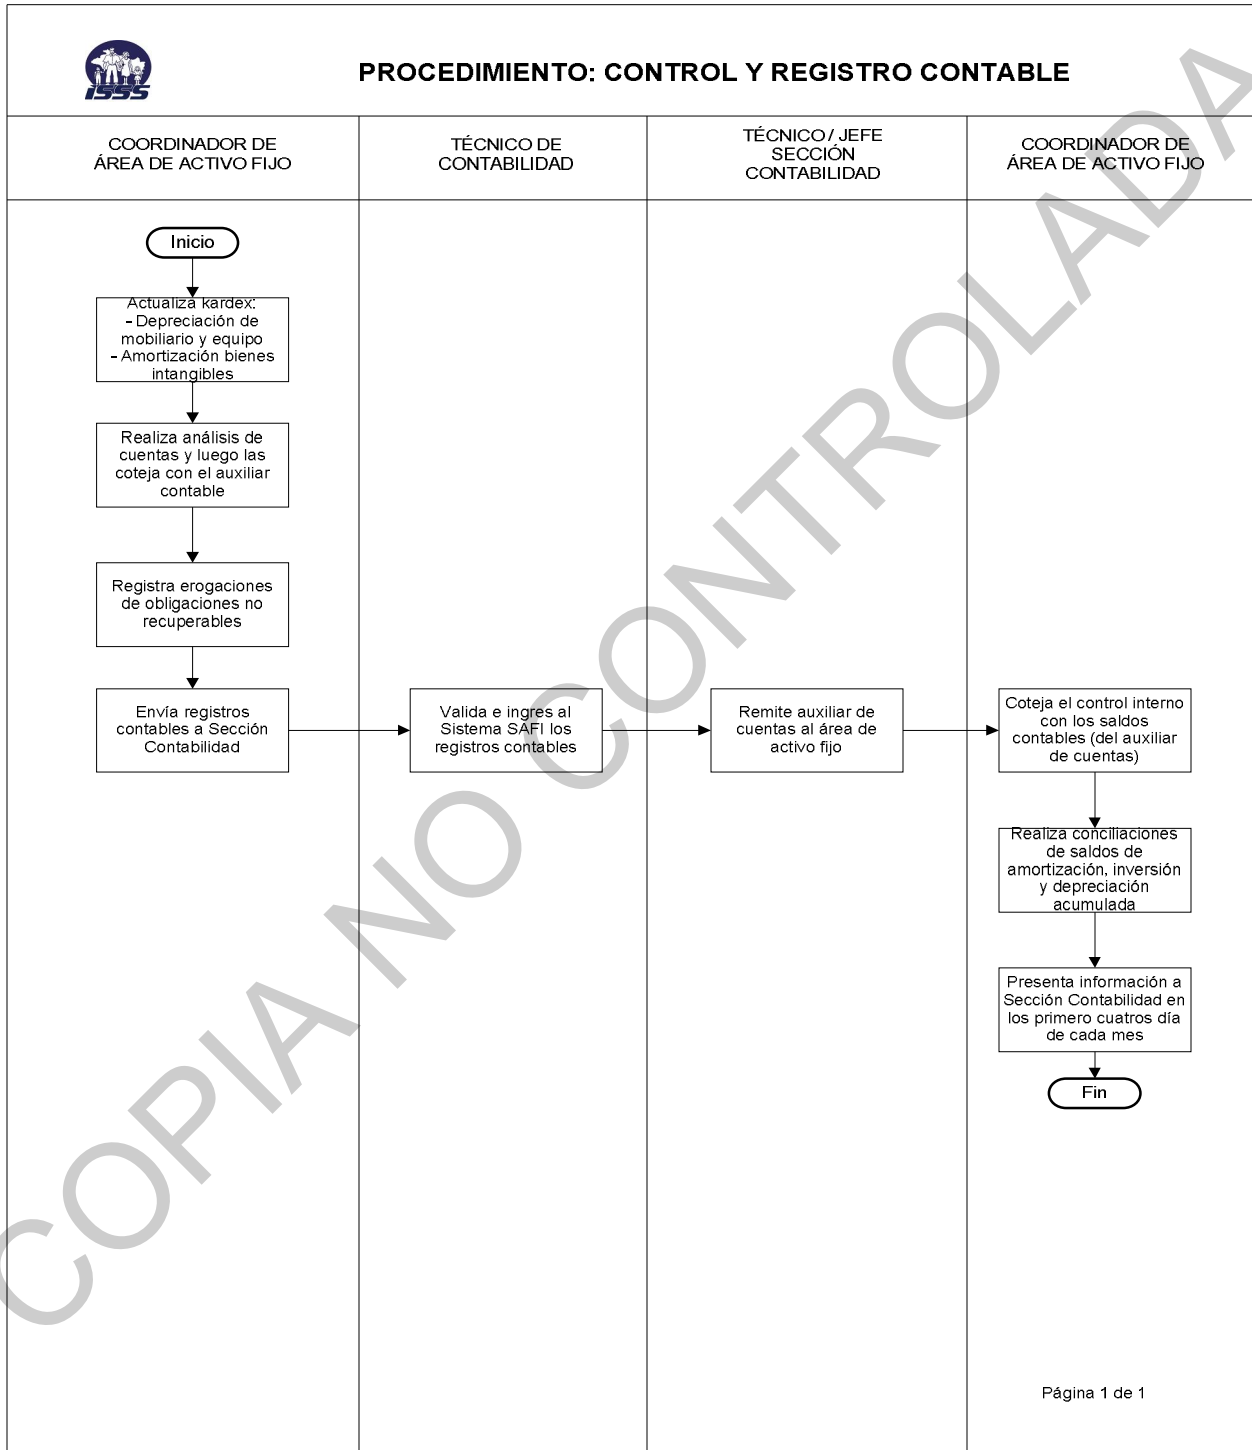 ISSS
PROCEDIMIENTO: CONTROL Y REGISTRO CONTABLE
COORDINADOR DE
ÁREA DE ACTIVO FIJO
TÉCNICO DE
CONTABILIDAD
TÉCNICO / JEFE
SECCIÓN
CONTABILIDAD
COORDINADOR DE
ÁREA DE ACTIVO FIJO
Inicio
Actualiza kardex:
- Depreciación de
mobiliario y equipo
- Amortización bienes
intangibles
Realiza análisis de
cuentas y luego las
coteja con el auxiliar
contable
Registra erogaciones
de obligaciones no
recuperables
Envía registros
contables a Sección
Contabilidad
Valida e ingres al
Sistema SAFI los
registros contables
Remite auxiliar de
cuentas al área de
activo fijo
Coteja el control interno
con los saldos
contables (del auxiliar
de cuentas)
Realiza conciliaciones
de saldos de
amortización, inversión
y depreciación
acumulada
Presenta información a
Sección Contabilidad en
los primero cuatros día
de cada mes
Fin
Página 1 de 1
COPIA NO CONTROLADA